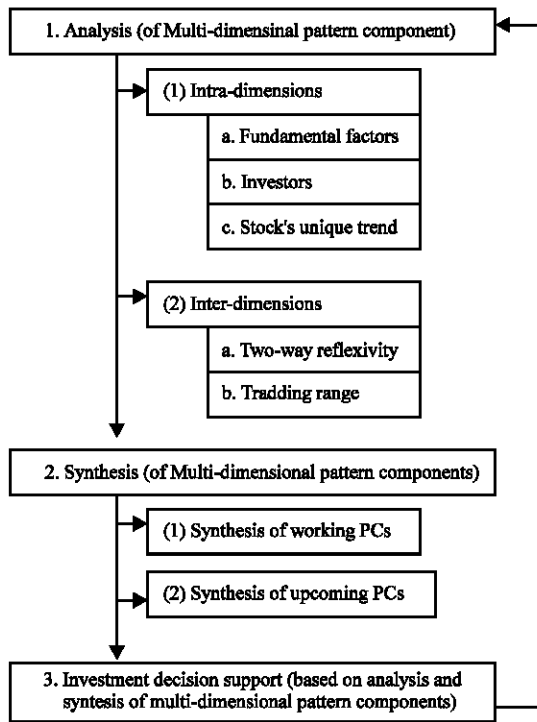 1. Analysis (of Multi-dimensinal pattern component)
(1) Intra-dimensions
a. Fundamental factors
b. Investors
c. Stock's unique trend
(2) Inter-dimensions
a. Two-way reflexivity
b. Tradding range
2. Synthesis (of Multi-dimensional pattern components)
(1) Synthesis of working PCs
(2) Synthesis of upcoming PCs
3. Investment decision support (based on analysis and
syntesis of multi-dimensional pattern components)